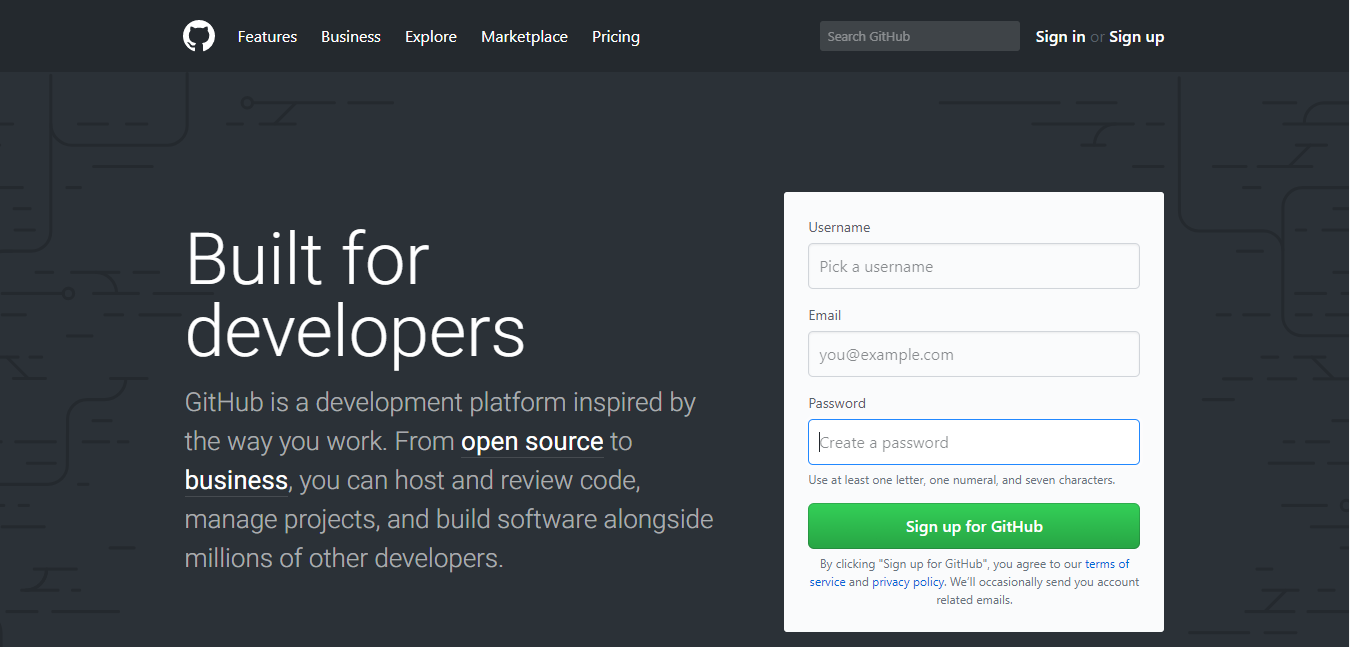 Features Business Explore Marketplace Pricing Search GitHub Sign in or Sign up
Built for
developers
GitHub is a development platform inspired by
the way you work. From open source to
business, you can host and review code,
manage projects, and build software alongside
millions of other developers.
Username
Pick a username
Email
you@example.com
Password
Create a password
Use at least one letter, one numeral, and seven characters.
Sign up for GitHub
By clicking "Sign up for GitHub", you agree to our terms of
service and privacy policy. We'll occasionally send you account
related emails.